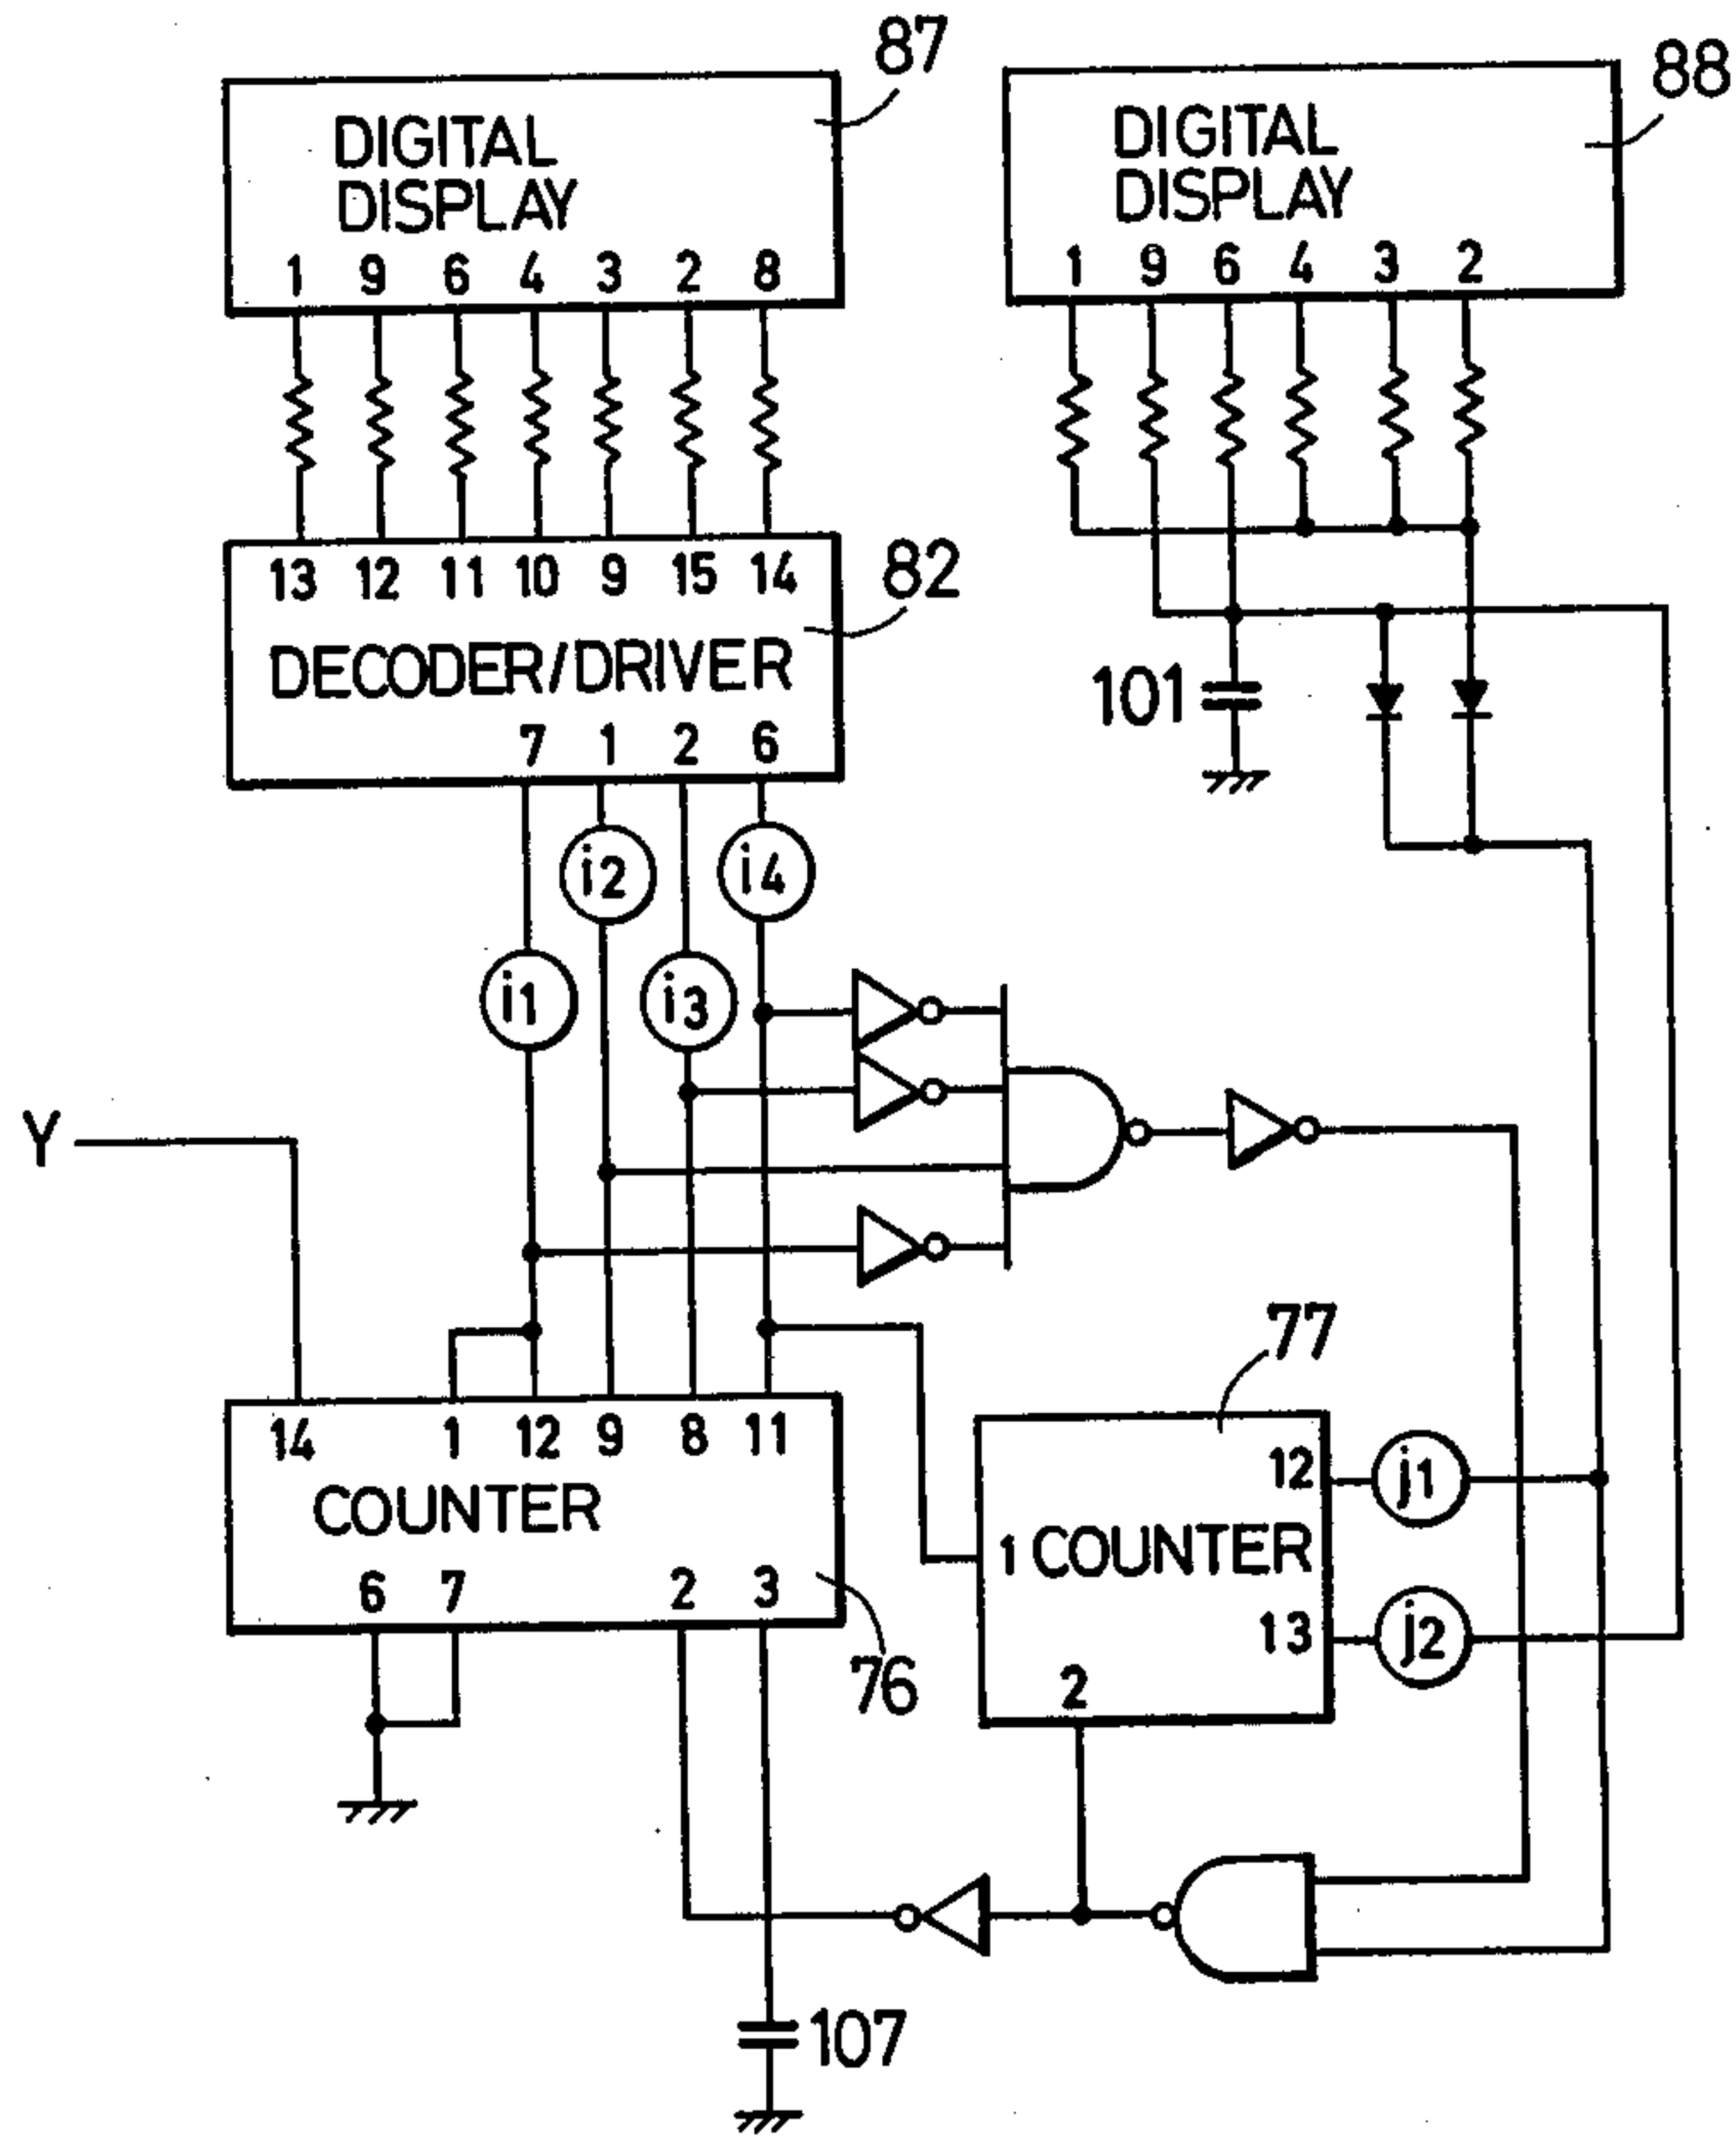 87
88
DIGITAL
DISPLAY
1 9 6 4 3 2 8
DIGITAL
DISPLAY
1 9 6 4 3 2
13 12 11 10 9 15 14
82
DECODER/DRIVER
7 1 2 6
101
i2
i4
i1
i3
Y
77
14 1 12 9 8 11
COUNTER
6 7 2 3
76
12
j1
1 COUNTER
13
j2
2
107